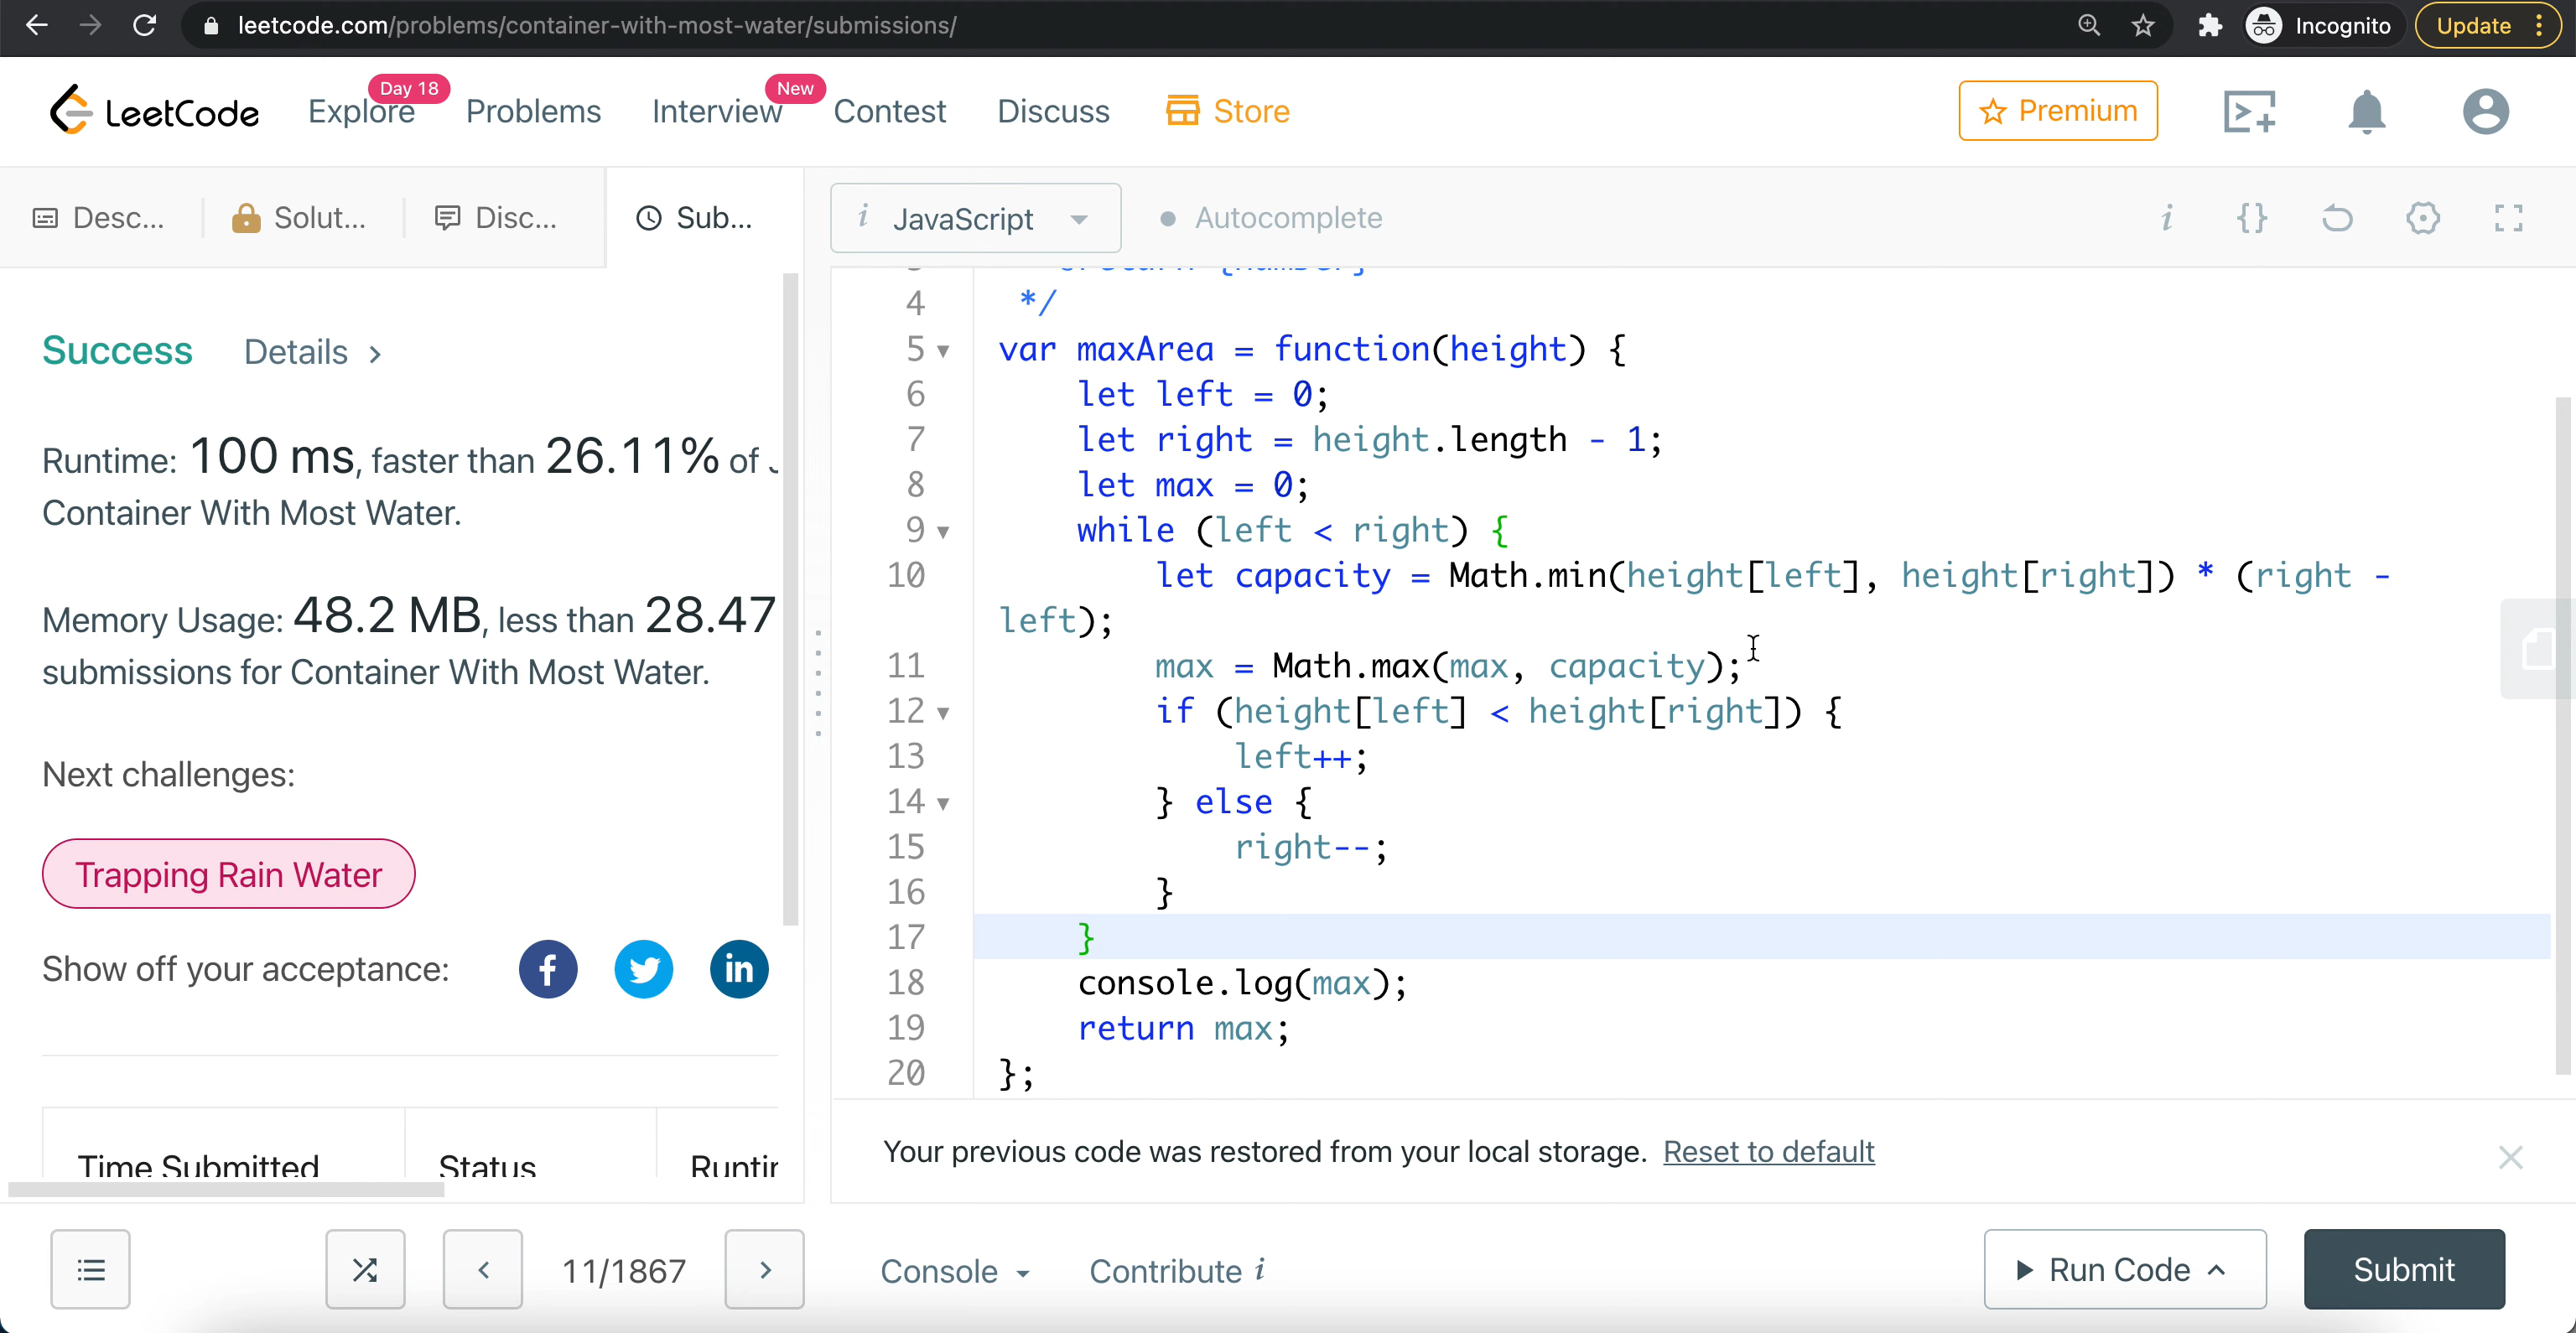 leetcode.com/problems/container-with-most-water/submissions/
Incognito
Update
LeetCode
Explore
Day 18
Problems
Interview
New
Contest
Discuss
Store
Premium
Desc...
Solut...
Disc...
Sub...
JavaScript
Autocomplete
Success Details >
Runtime: 100 ms, faster than 26.11% of
Container With Most Water.
Memory Usage: 48.2 MB, less than 28.47
submissions for Container With Most Water.
Next challenges:
Trapping Rain Water
Show off your acceptance:
Time Submitted Status Runtim
4 */
5 var maxArea = function(height) {
6 let left = 0;
7 let right = height.length - 1;
8 let max = 0;
9 while (left < right) {
10 let capacity = Math.min(height[left], height[right]) * (right -
left);
11 max = Math.max(max, capacity);
12 if (height[left] < height[right]) {
13 left++;
14 } else {
15 right--;
16 }
17 }
18 console.log(max);
19 return max;
20 };
Your previous code was restored from your local storage. Reset to default
11/1867
Console
Contribute i
Run Code
Submit